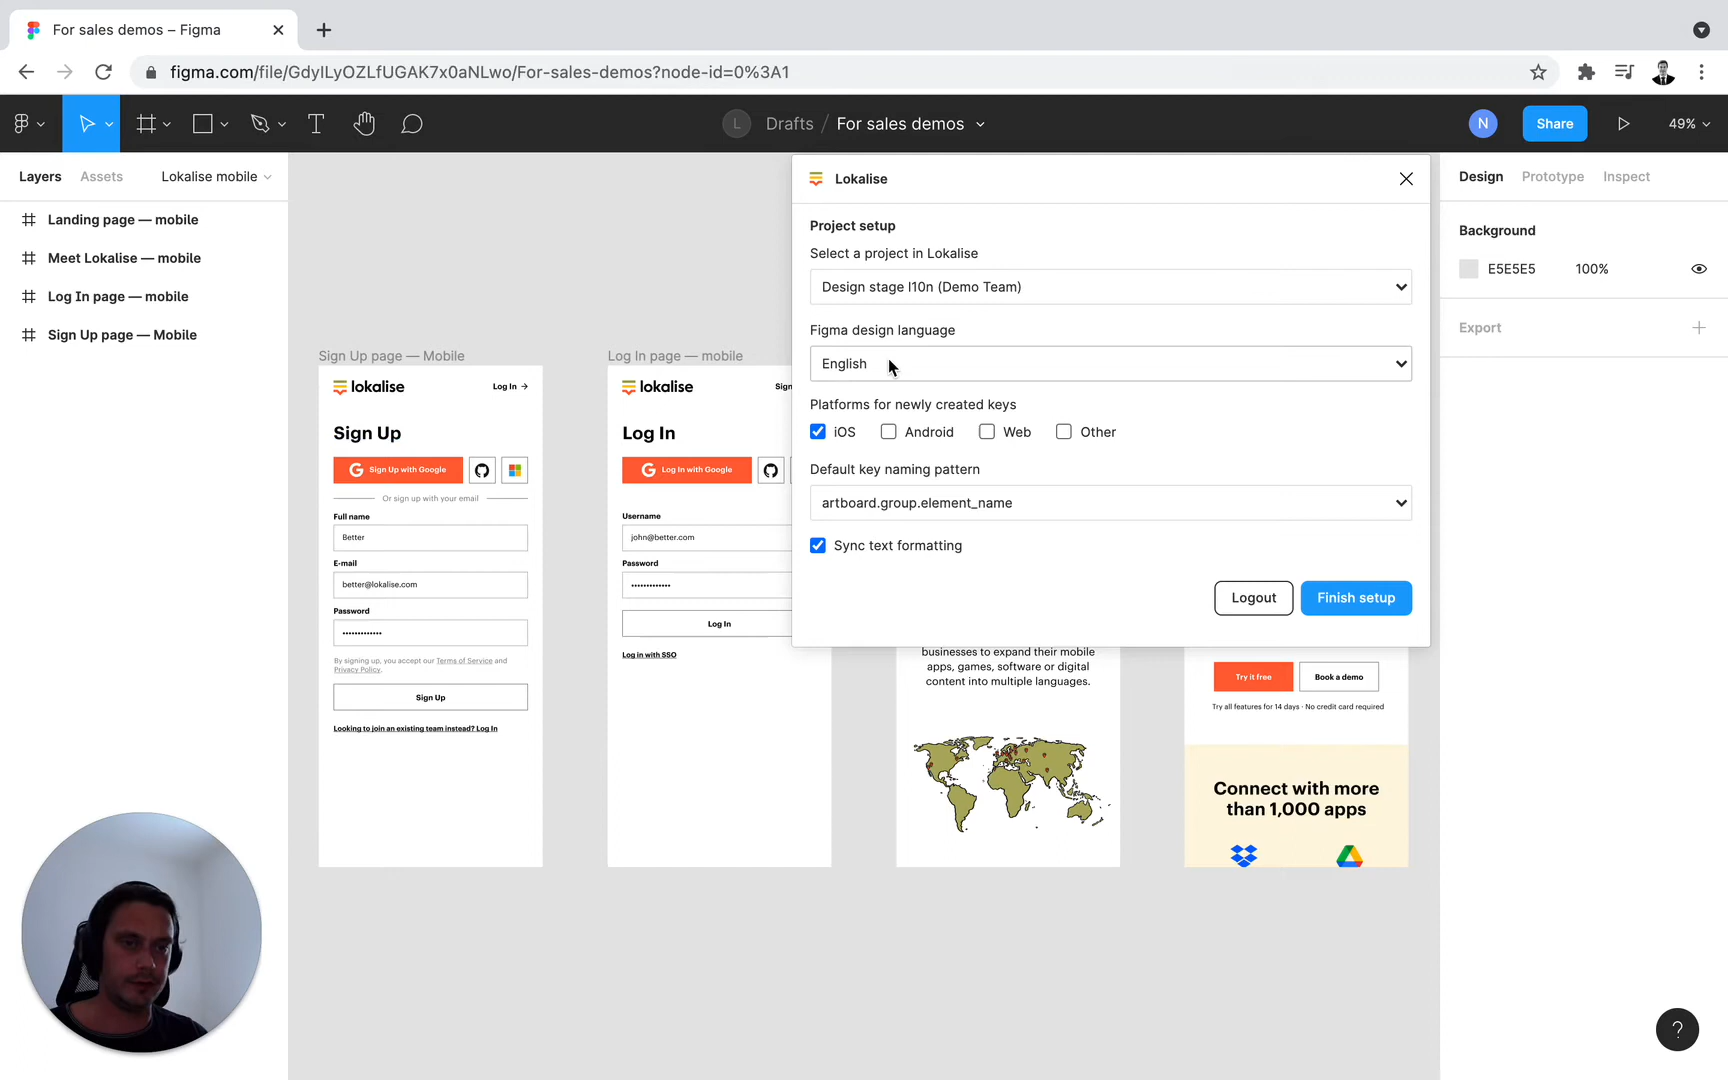 For sales demos – Figma
figma.com/file/GdyILyOZLfUGAK7x0aNLwo/For-sales-demos?node-id=0%3A1
L
Drafts / For sales demos
N
Share
49%
Layers
Assets
Lokalise mobile
Landing page — mobile
Meet Lokalise — mobile
Log In page — mobile
Sign Up page — Mobile
Sign Up page — Mobile
lokalise
Log In →
Sign Up
Sign Up with Google
Or sign up with your email
Full name
Better
E-mail
better@lokalise.com
Password
By signing up, you accept our Terms of Service and
Privacy Policy.
Sign Up
Looking to join an existing team instead? Log In
Log In page — mobile
lokalise
Sign
Log In
Log In with Google
Username
john@better.com
Password
Log In
Log in with SSO
Lokalise
Project setup
Select a project in Lokalise
Design stage l10n (Demo Team)
Figma design language
English
Platforms for newly created keys
iOS
Android
Web
Other
Default key naming pattern
artboard.group.element_name
Sync text formatting
Logout
Finish setup
businesses to expand their mobile
apps, games, software or digital
content into multiple languages.
Try it free
Book a demo
Try all features for 14 days · No credit card required
Connect with more
than 1,000 apps
Design
Prototype
Inspect
Background
E5E5E5
100%
Export
?